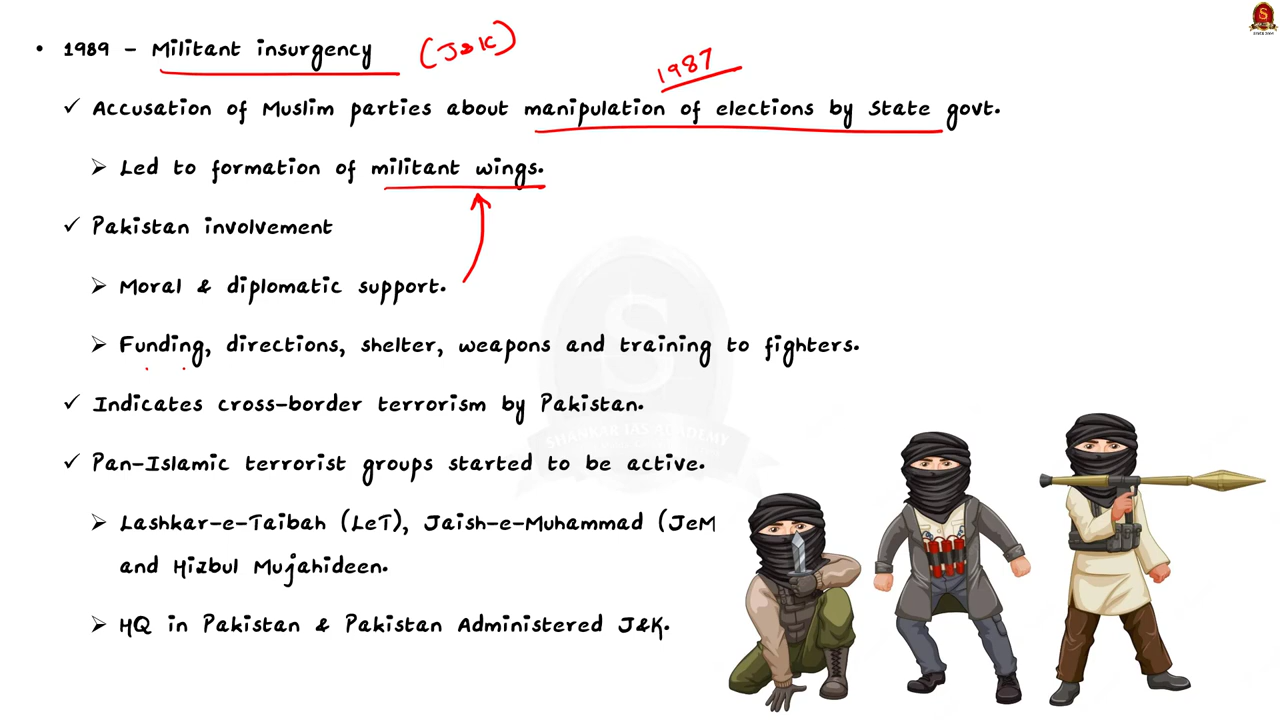 • 1989 - Militant insurgency (J&K)
1987
✓ Accusation of Muslim parties about manipulation of elections by State govt.
➢ Led to formation of militant wings.
✓ Pakistan involvement
➢ Moral & diplomatic support.
➢ Funding, directions, shelter, weapons and training to fighters.
✓ Indicates cross-border terrorism by Pakistan.
SHANKAR IAS ACADEMY
✓ Pan-Islamic terrorist groups started to be active.
➢ Lashkar-e-Taibah (LeT), Jaish-e-Muhammad (JeM
and Hizbul Mujahideen.
➢ HQ in Pakistan & Pakistan Administered J&K.